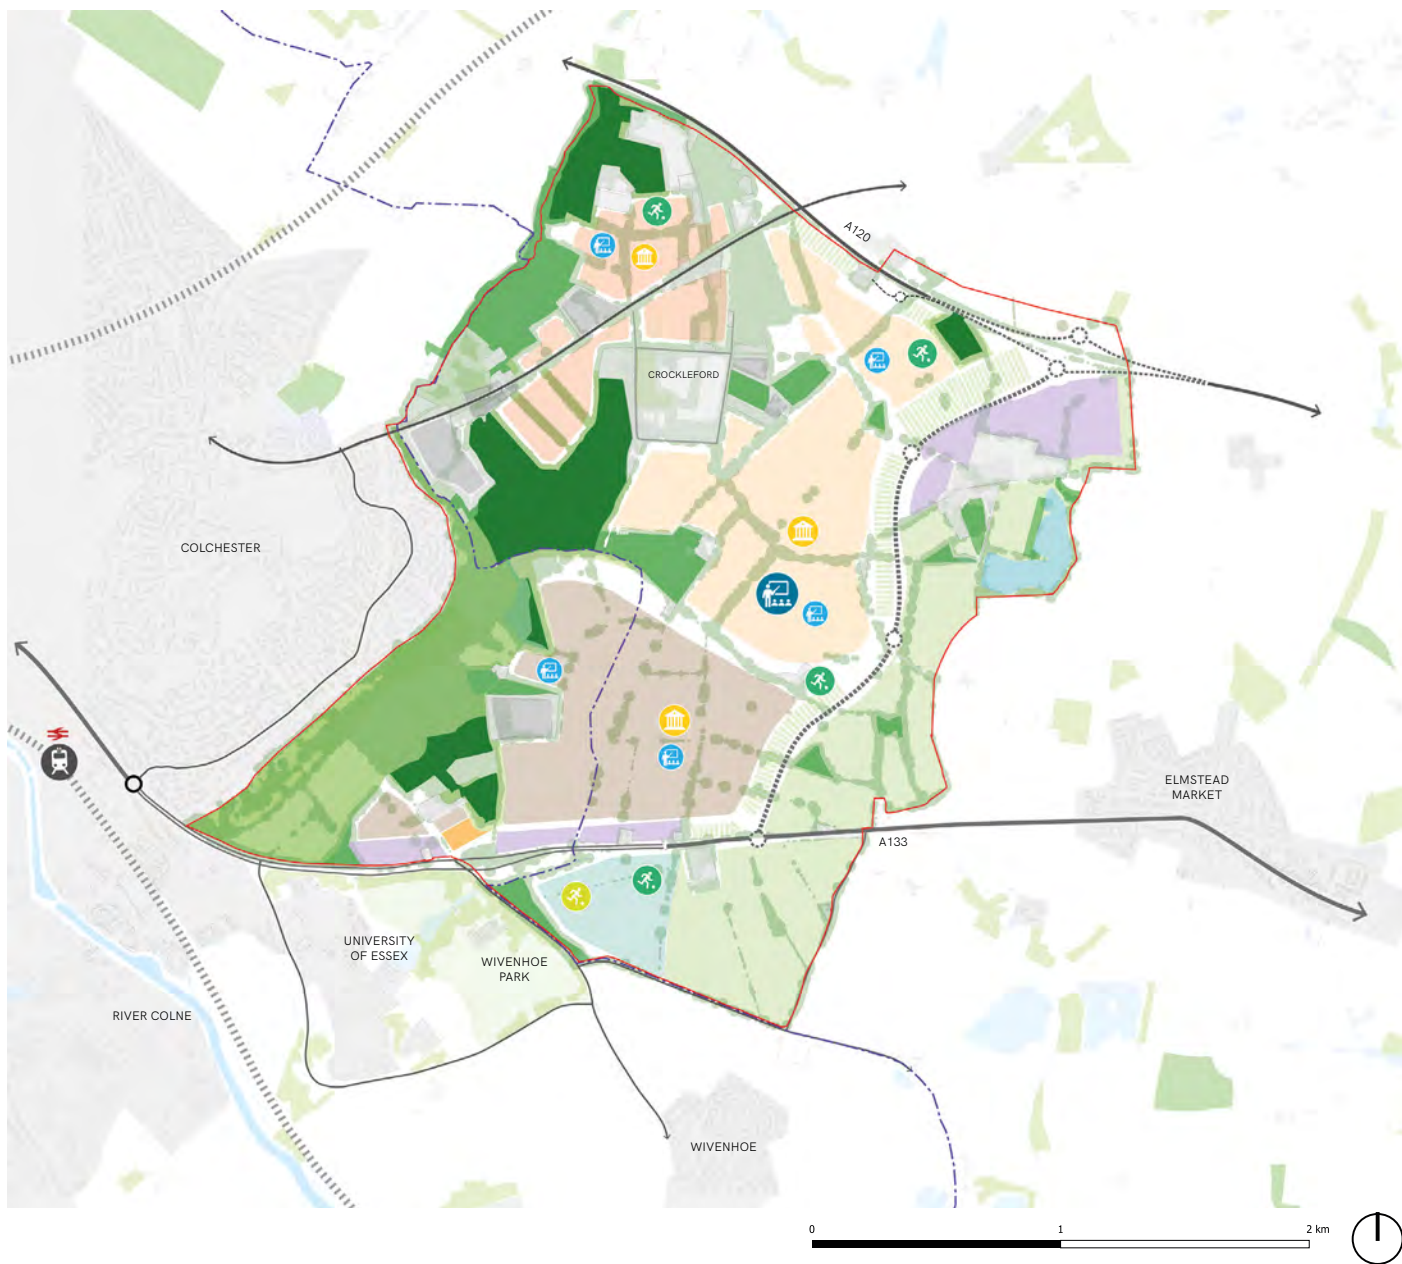 A120
CROCKLEFORD
COLCHESTER
ELMSTEAD
MARKET
A133
UNIVERSITY
OF ESSEX
WIVENHOE
PARK
RIVER COLNE
WIVENHOE
0 1 2 km